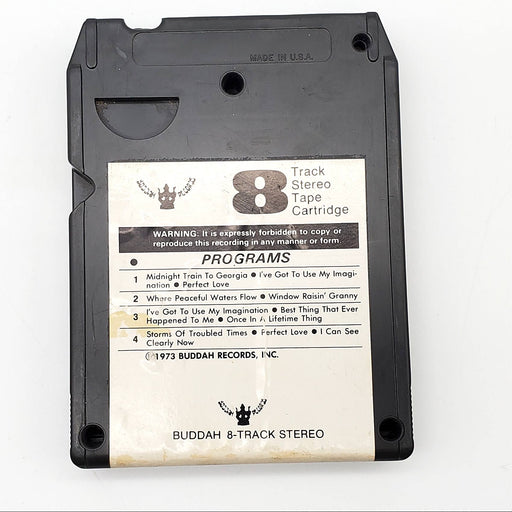 MADE IN U.S.A.
BUDDAH RECORDS
8 Track
Stereo
Tape
Cartridge
WARNING: It is expressly forbidden to copy or
reproduce this recording in any manner or form.
● PROGRAMS
1 Midnight Train To Georgia ● I've Got To Use My Imagi-
nation ● Perfect Love
2 Where Peaceful Waters Flow ● Window Raisin' Granny
3 I've Got To Use My Imagination ● Best Thing That Ever
Happened To Me ● Once In A Lifetime Thing
4 Storms Of Troubled Times ● Perfect Love ● I Can See
Clearly Now
℗1973 BUDDAH RECORDS, INC.
BUDDAH RECORDS
BUDDAH 8-TRACK STEREO